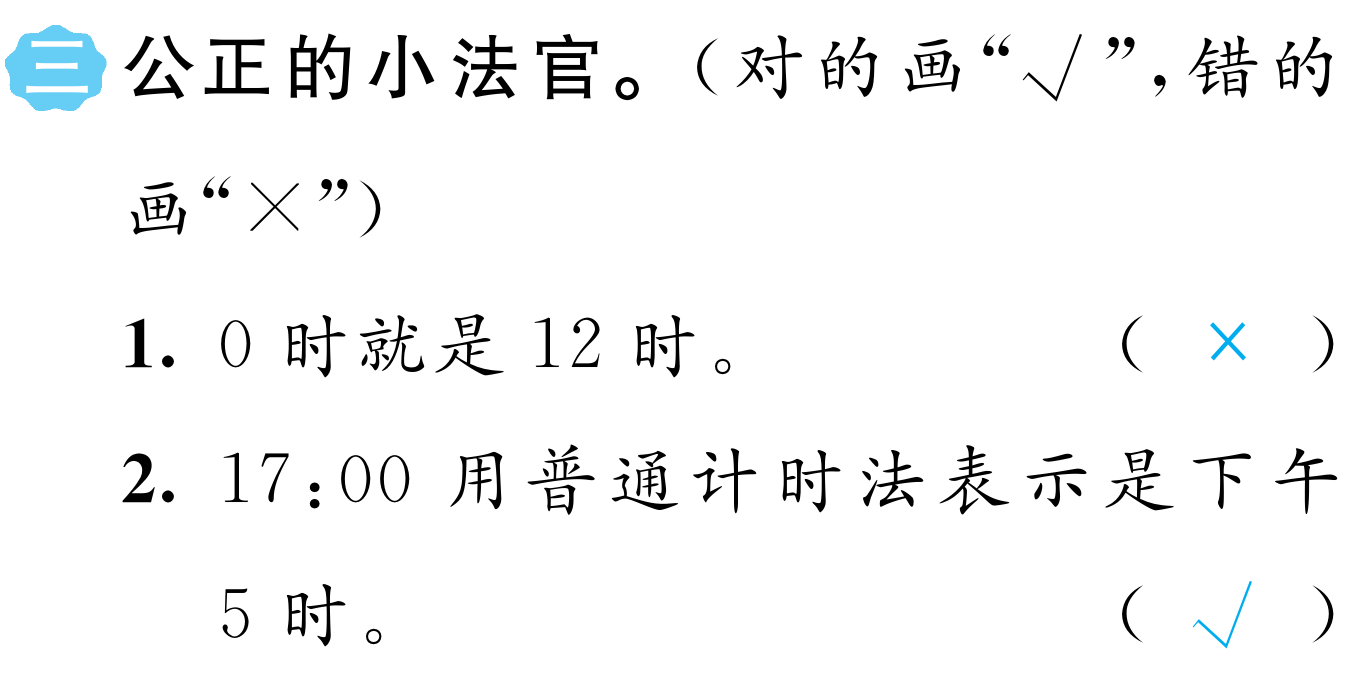 三 公正的小法官。(对的画“√”,错的
画“×”)
1. 0 时就是 12 时。 ( × )
2. 17:00 用普通计时法表示是下午
5 时。 ( √ )